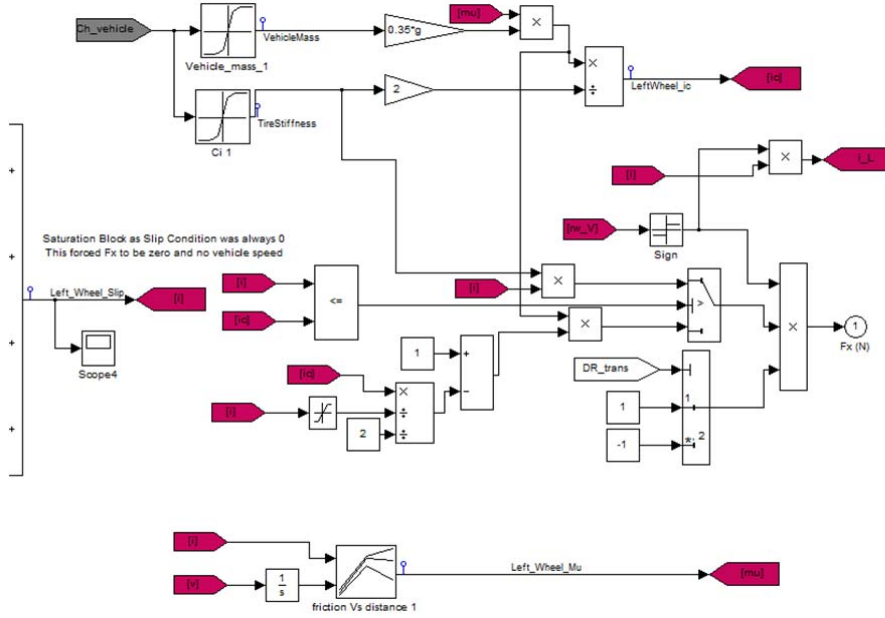 Ch_vehicle
Vehicle_mass_1
VehicleMass
0.35*g
[mu]
×
×
÷
LeftWheel_ic
[ic]
Ci 1
TireStiffness
2
×
i_L
[i]
[rw_V]
Sign
+
+
+
+
Saturation Block as Slip Condition was always 0
This forced Fx to be zero and no vehicle speed
Left_Wheel_Slip
[i]
Scope4
[i]
[ic]
<=
[i]
×
×
>
×
1
Fx (N)
1
+
−
[ic]
[i]
×
÷
÷
2
DR_trans
1
-1
1
*, 2
[i]
[v]
1
s
friction Vs distance 1
Left_Wheel_Mu
[mu]